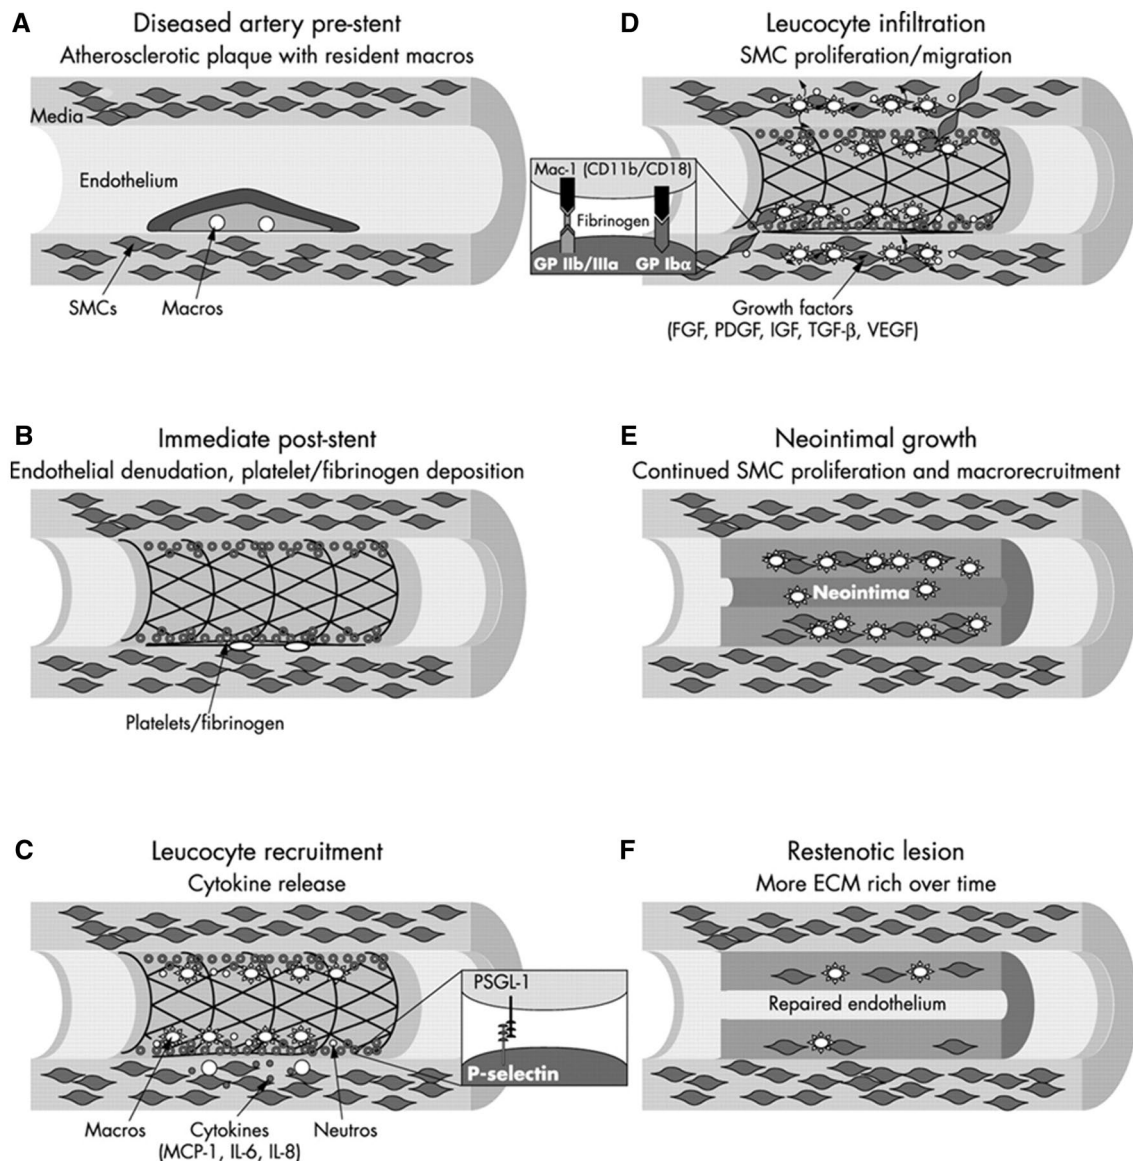 A
Diseased artery pre-stent
Atherosclerotic plaque with resident macros
Media
Endothelium
SMCs
Macros
B
Immediate post-stent
Endothelial denudation, platelet/fibrinogen deposition
Platelets/fibrinogen
C
Leucocyte recruitment
Cytokine release
PSGL-1
P-selectin
Macros
Cytokines
(MCP-1, IL-6, IL-8)
Neutros
D
Leucocyte infiltration
SMC proliferation/migration
Mac-1 (CD11b/CD18)
Fibrinogen
GP IIb/IIIa
GP Ibα
Growth factors
(FGF, PDGF, IGF, TGF-β, VEGF)
E
Neointimal growth
Continued SMC proliferation and macrorecruitment
Neointima
F
Restenotic lesion
More ECM rich over time
Repaired endothelium